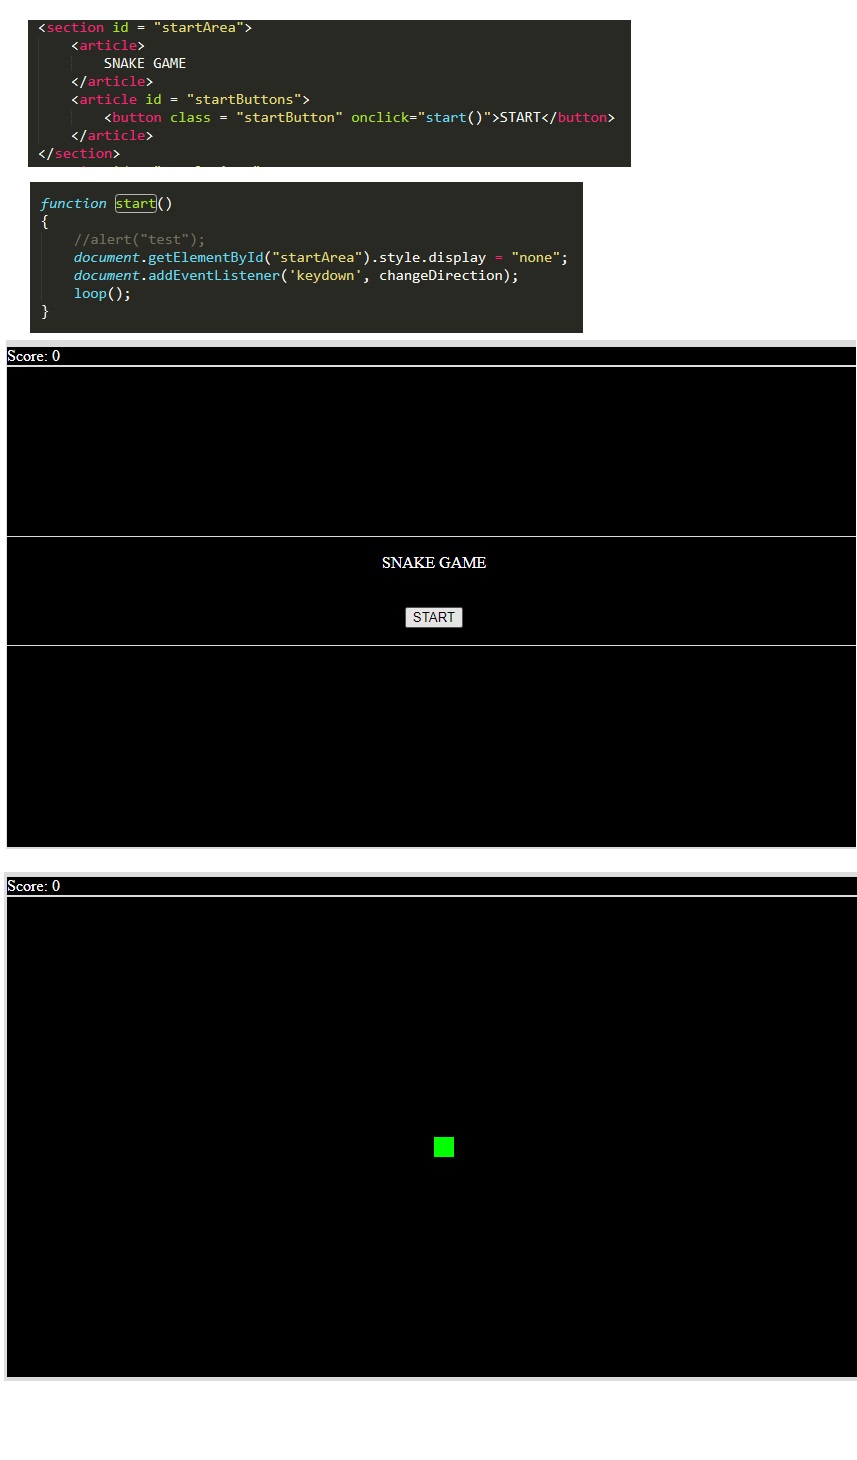 <section id = "startArea">
<article>
SNAKE GAME
</article>
<article id = "startButtons">
<button class = "startButton" onclick="start()">START</button>
</article>
</section>
function start()
{
//alert("test");
document.getElementById("startArea").style.display = "none";
document.addEventListener('keydown', changeDirection);
loop();
}
Score: 0
SNAKE GAME
START
Score: 0